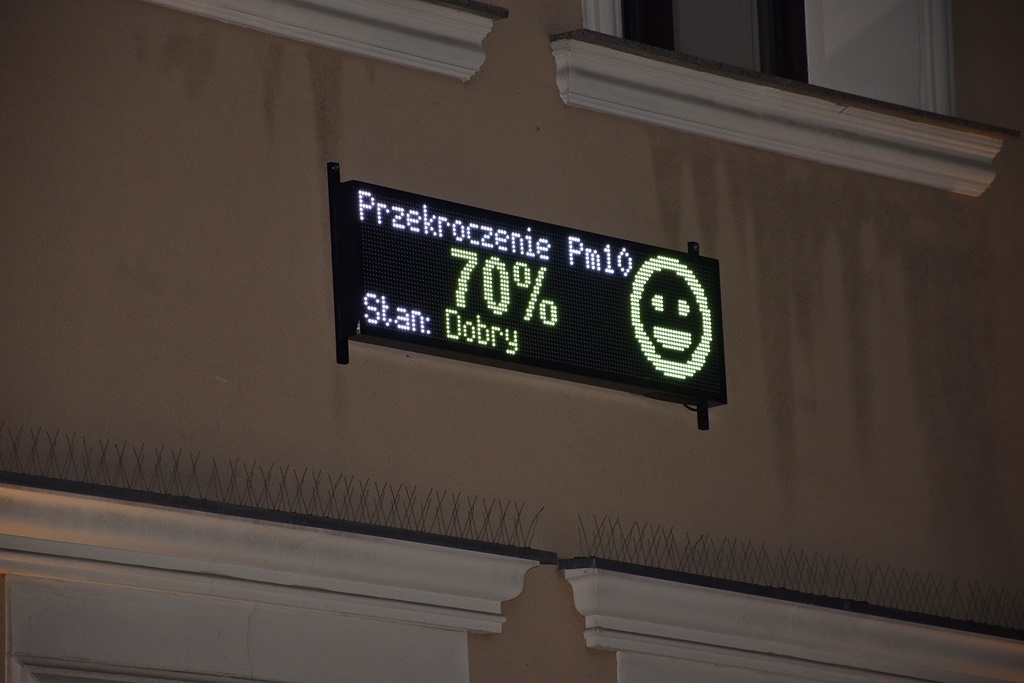 Przekroczenie Pm10
70%
Stan: Dobry